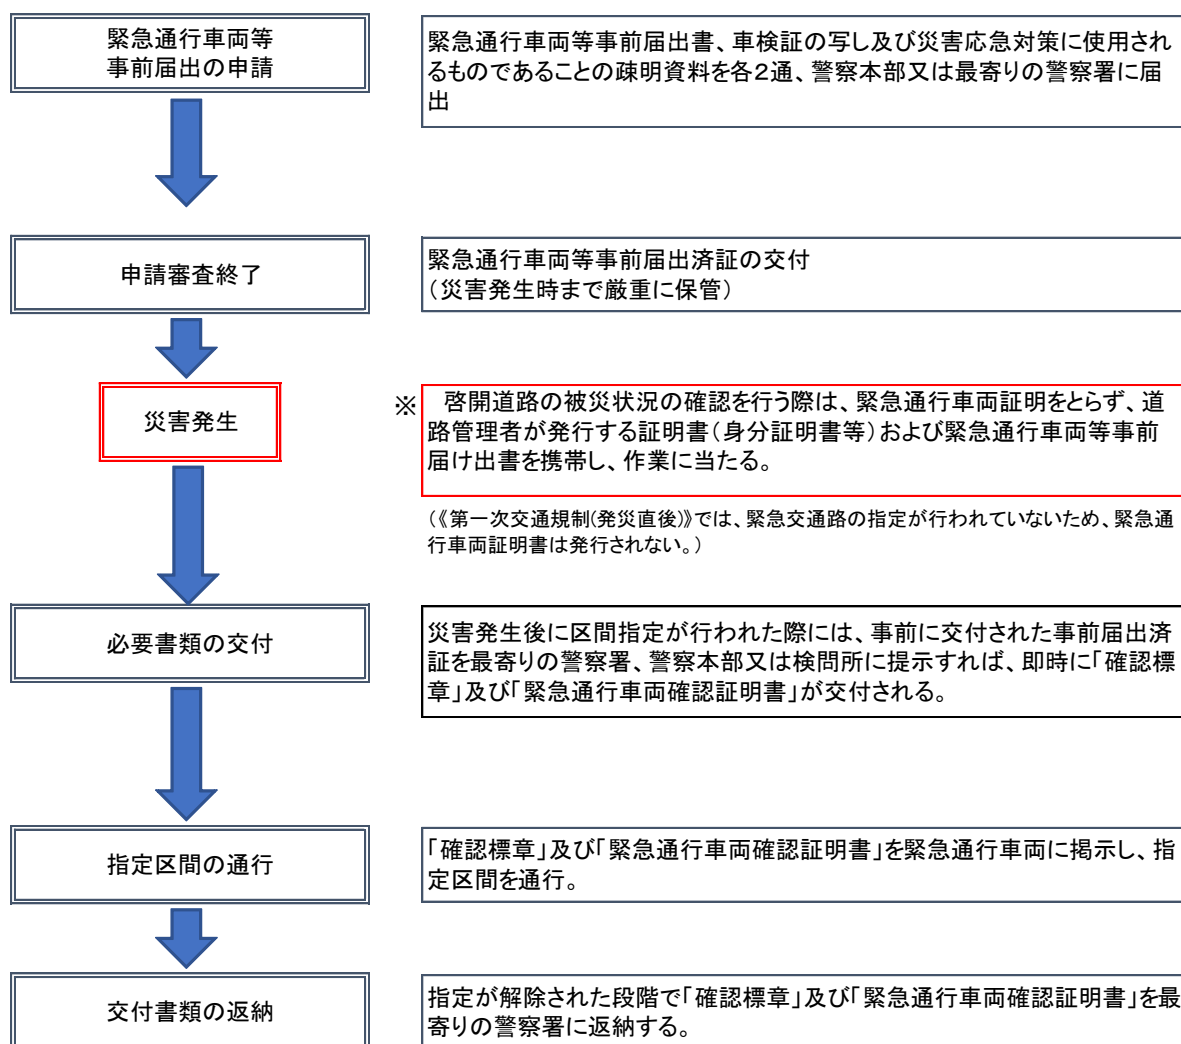 緊急通行車両等
事前届出の申請
緊急通行車両等事前届出書、車検証の写し及び災害応急対策に使用され
るものであることの疎明資料を各2通、警察本部又は最寄りの警察署に届
出
申請審査終了
緊急通行車両等事前届出済証の交付
（災害発生時まで厳重に保管）
災害発生
※
啓開道路の被災状況の確認を行う際は、緊急通行車両証明をとらず、道
路管理者が発行する証明書（身分証明書等）および緊急通行車両等事前
届け出書を携帯し、作業に当たる。
（《第一次交通規制(発災直後)》では、緊急交通路の指定が行われていないため、緊急通
行車両証明書は発行されない。）
必要書類の交付
災害発生後に区間指定が行われた際には、事前に交付された事前届出済
証を最寄りの警察署、警察本部又は検問所に提示すれば、即時に「確認標
章」及び「緊急通行車両確認証明書」が交付される。
指定区間の通行
「確認標章」及び「緊急通行車両確認証明書」を緊急通行車両に掲示し、指
定区間を通行。
交付書類の返納
指定が解除された段階で「確認標章」及び「緊急通行車両確認証明書」を最
寄りの警察署に返納する。